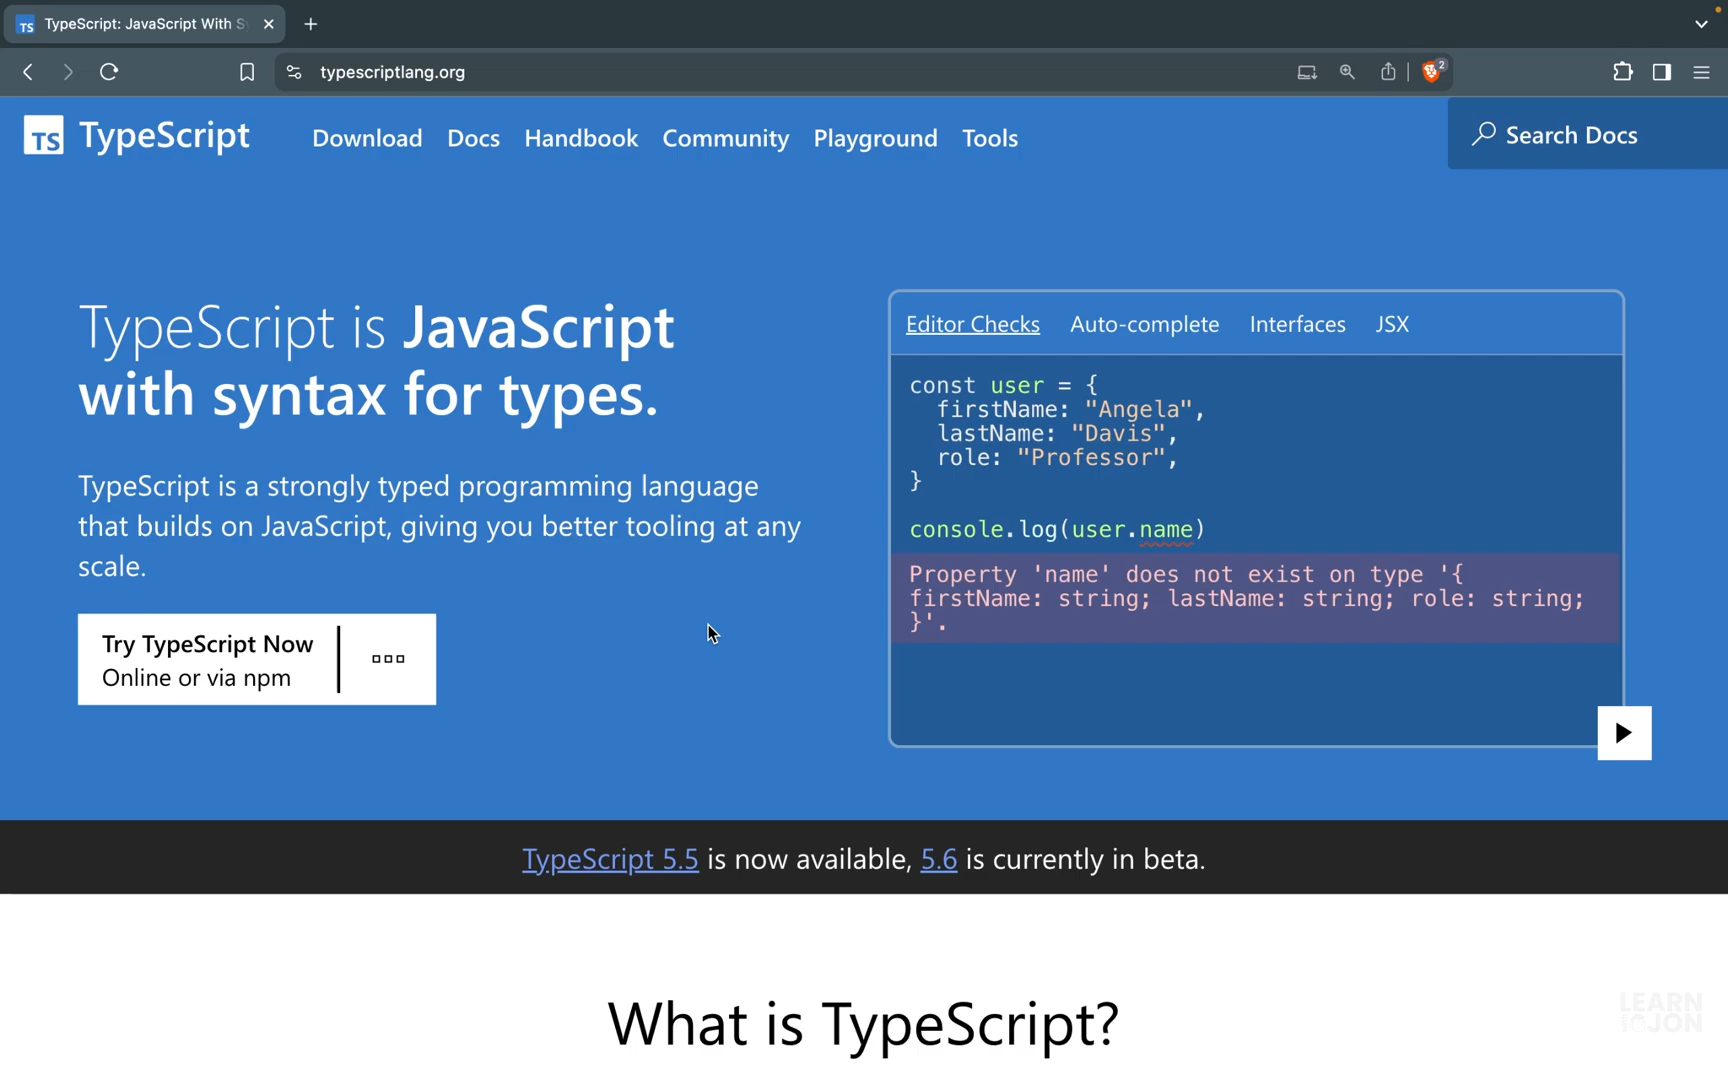 TypeScript: JavaScript With S
typescriptlang.org
2
TS TypeScript
Download Docs Handbook Community Playground Tools
Search Docs
TypeScript is JavaScript
with syntax for types.
TypeScript is a strongly typed programming language
that builds on JavaScript, giving you better tooling at any
scale.
Try TypeScript Now
Online or via npm
Editor Checks Auto-complete Interfaces JSX
const user = {
firstName: "Angela",
lastName: "Davis",
role: "Professor",
}
console.log(user.name)
Property 'name' does not exist on type '{
firstName: string; lastName: string; role: string;
}'.
TypeScript 5.5 is now available, 5.6 is currently in beta.
What is TypeScript?
LEARN
JON